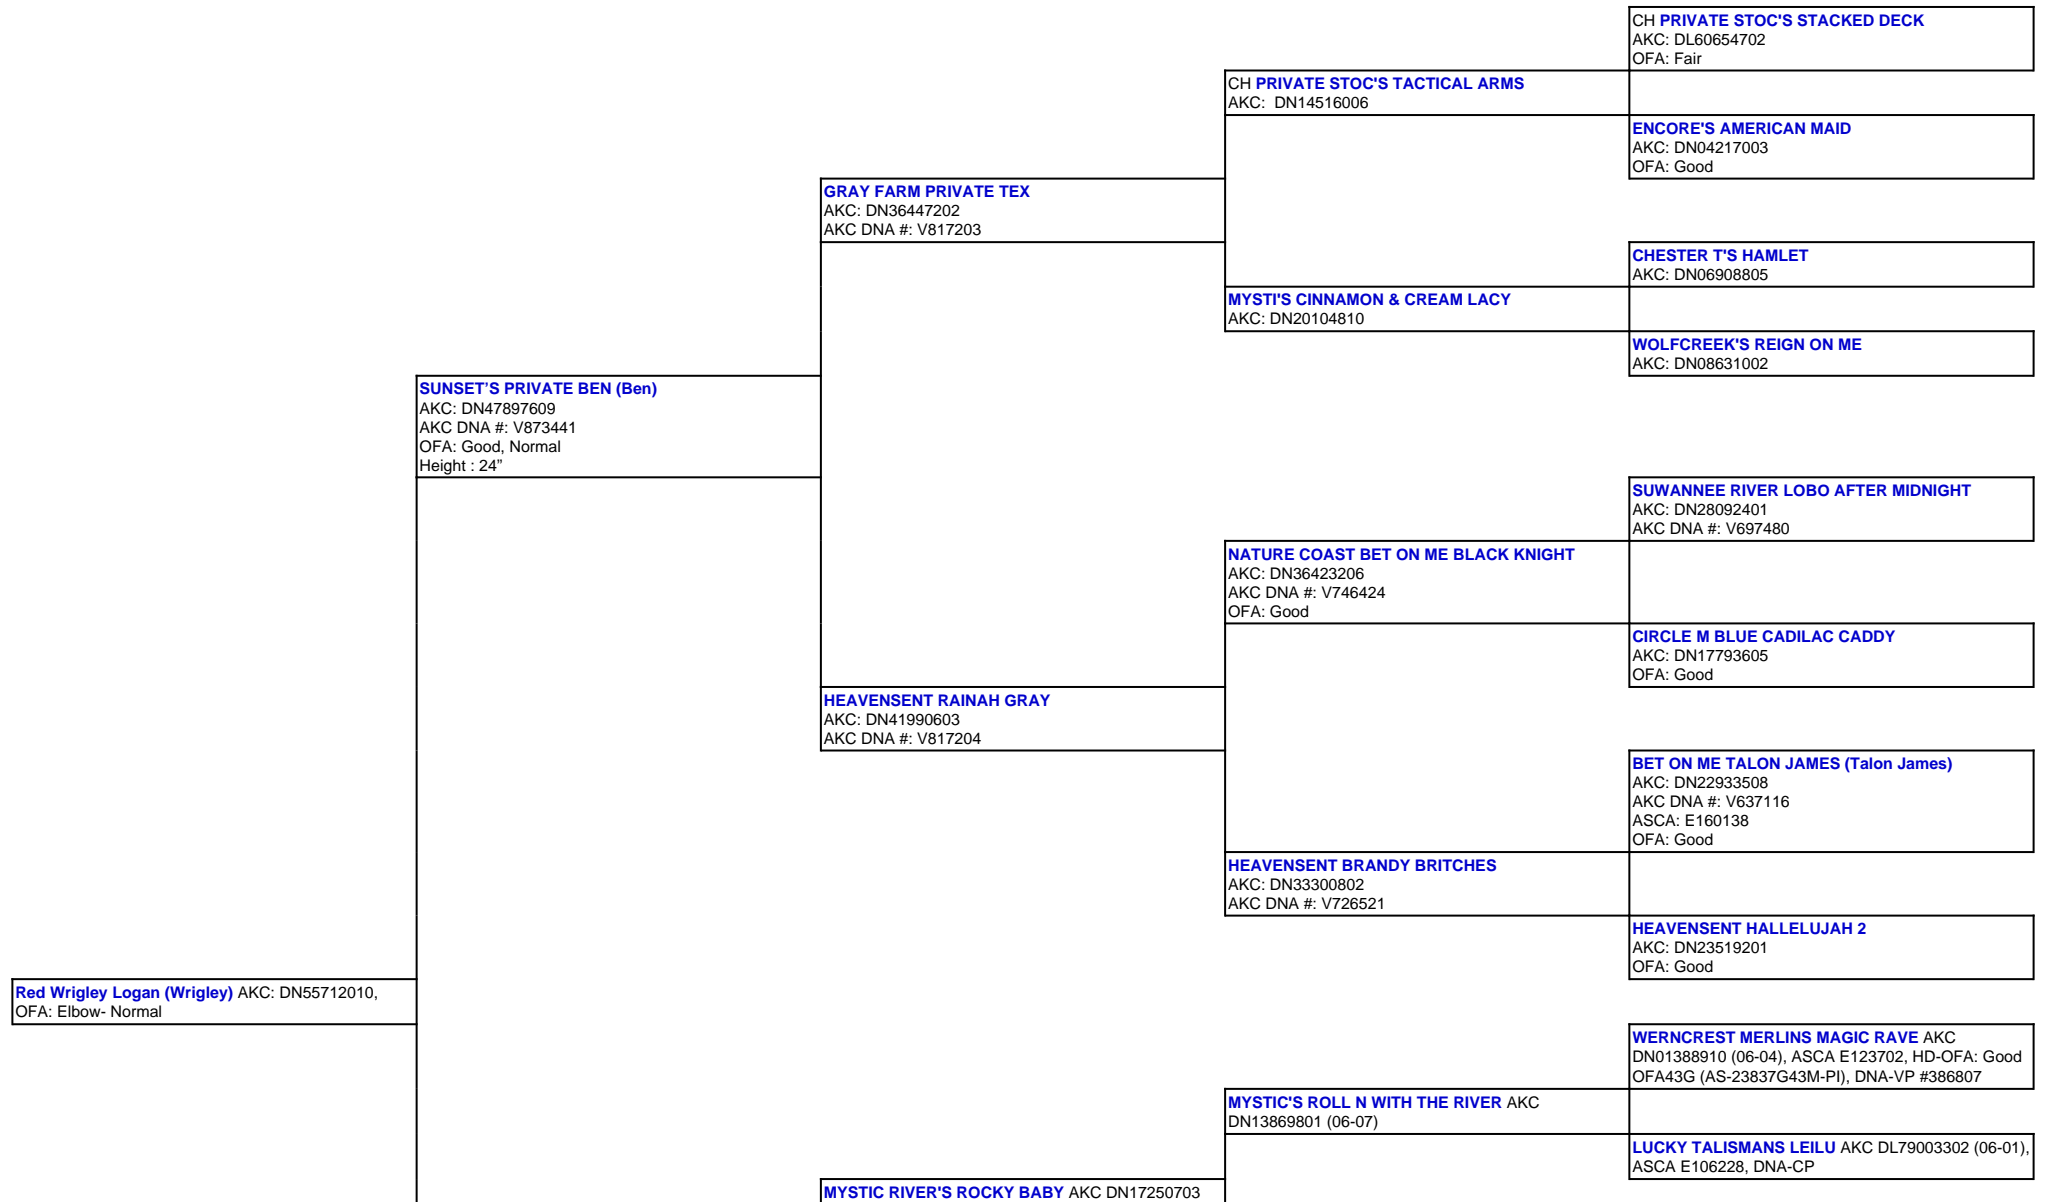 CH PRIVATE STOC'S STACKED DECK
AKC: DL60654702
OFA: Fair
CH PRIVATE STOC'S TACTICAL ARMS
AKC:  DN14516006
ENCORE'S AMERICAN MAID
AKC: DN04217003
OFA: Good
GRAY FARM PRIVATE TEX
AKC: DN36447202
AKC DNA #: V817203
CHESTER T'S HAMLET
AKC: DN06908805
MYSTI'S CINNAMON & CREAM LACY
AKC: DN20104810
WOLFCREEK'S REIGN ON ME
AKC: DN08631002
SUNSET’S PRIVATE BEN (Ben)
AKC: DN47897609
AKC DNA #: V873441
OFA: Good, Normal
Height : 24”
SUWANNEE RIVER LOBO AFTER MIDNIGHT
AKC: DN28092401
AKC DNA #: V697480
NATURE COAST BET ON ME BLACK KNIGHT
AKC: DN36423206
AKC DNA #: V746424
OFA: Good
CIRCLE M BLUE CADILAC CADDY
AKC: DN17793605
OFA: Good
HEAVENSENT RAINAH GRAY
AKC: DN41990603
AKC DNA #: V817204
BET ON ME TALON JAMES (Talon James)
AKC: DN22933508
AKC DNA #: V637116
ASCA: E160138
OFA: Good
HEAVENSENT BRANDY BRITCHES
AKC: DN33300802
AKC DNA #: V726521
HEAVENSENT HALLELUJAH 2
AKC: DN23519201
OFA: Good
Red Wrigley Logan (Wrigley) AKC: DN55712010,
OFA: Elbow- Normal
WERNCREST MERLINS MAGIC RAVE AKC
DN01388910 (06-04), ASCA E123702, HD-OFA: Good
OFA43G (AS-23837G43M-PI), DNA-VP #386807
MYSTIC'S ROLL N WITH THE RIVER AKC
DN13869801 (06-07)
LUCKY TALISMANS LEILU AKC DL79003302 (06-01),
ASCA E106228, DNA-CP
MYSTIC RIVER'S ROCKY BABY AKC DN17250703